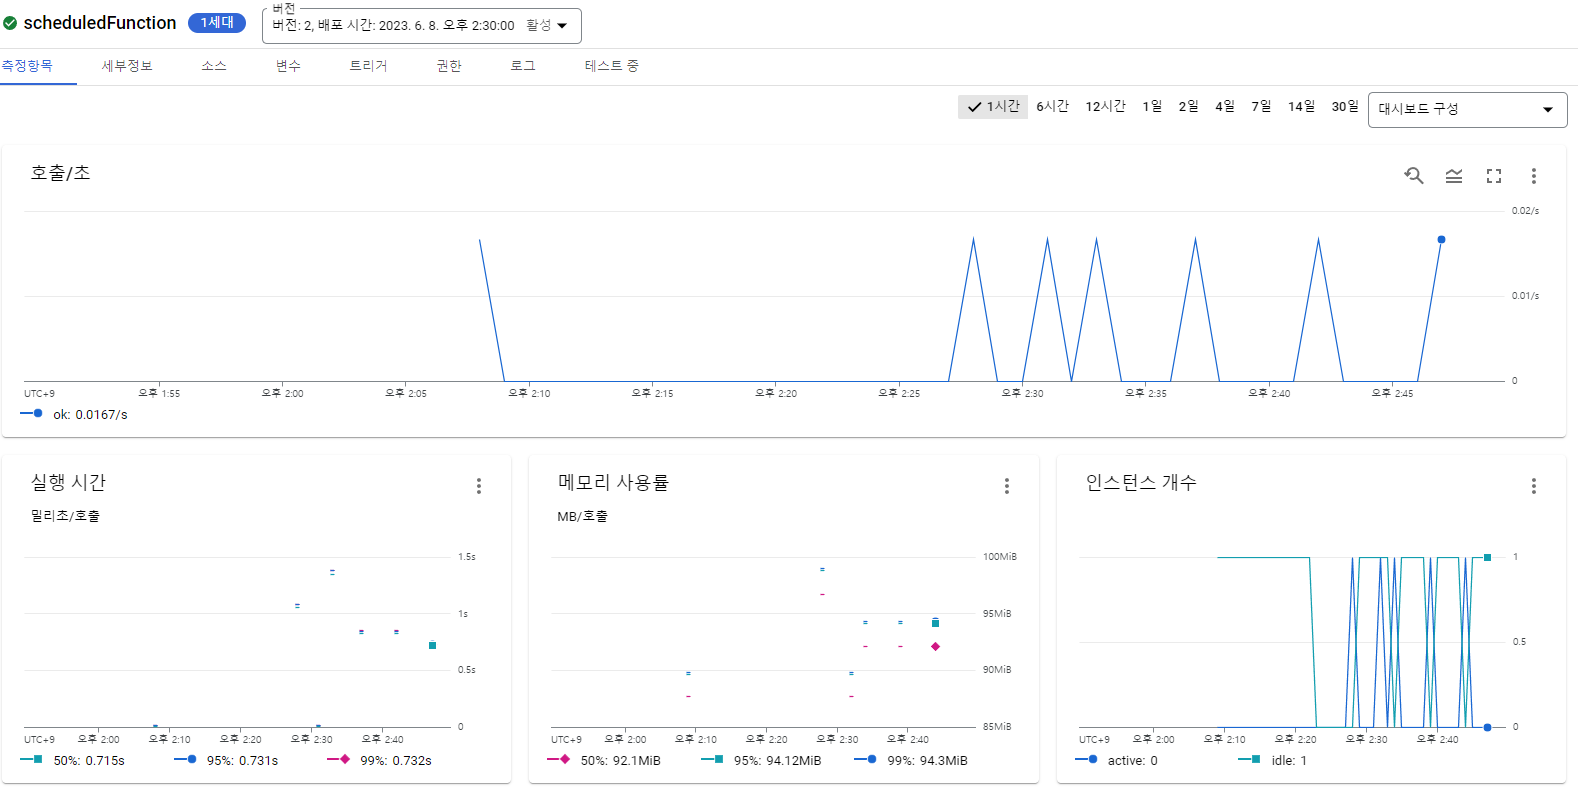 scheduledFunction 1세대
버전
버전: 2, 배포 시간: 2023. 6. 8. 오후 2:30:00 활성
측정항목 세부정보 소스 변수 트리거 권한 로그 테스트 중
1시간 6시간 12시간 1일 2일 4일 7일 14일 30일 대시보드 구성
호출/초
0.02/s
0.01/s
0
UTC+9 오후 1:55 오후 2:00 오후 2:05 오후 2:10 오후 2:15 오후 2:20 오후 2:25 오후 2:30 오후 2:35 오후 2:40 오후 2:45
ok: 0.0167/s
실행 시간
밀리초/호출
1.5s
1s
0.5s
0
UTC+9 오후 2:00 오후 2:10 오후 2:20 오후 2:30 오후 2:40
50%: 0.715s 95%: 0.731s 99%: 0.732s
메모리 사용률
MB/호출
100MiB
95MiB
90MiB
85MiB
UTC+9 오후 2:00 오후 2:10 오후 2:20 오후 2:30 오후 2:40
50%: 92.1MiB 95%: 94.12MiB 99%: 94.3MiB
인스턴스 개수
1
0.5
0
UTC+9 오후 2:00 오후 2:10 오후 2:20 오후 2:30 오후 2:40
active: 0 idle: 1